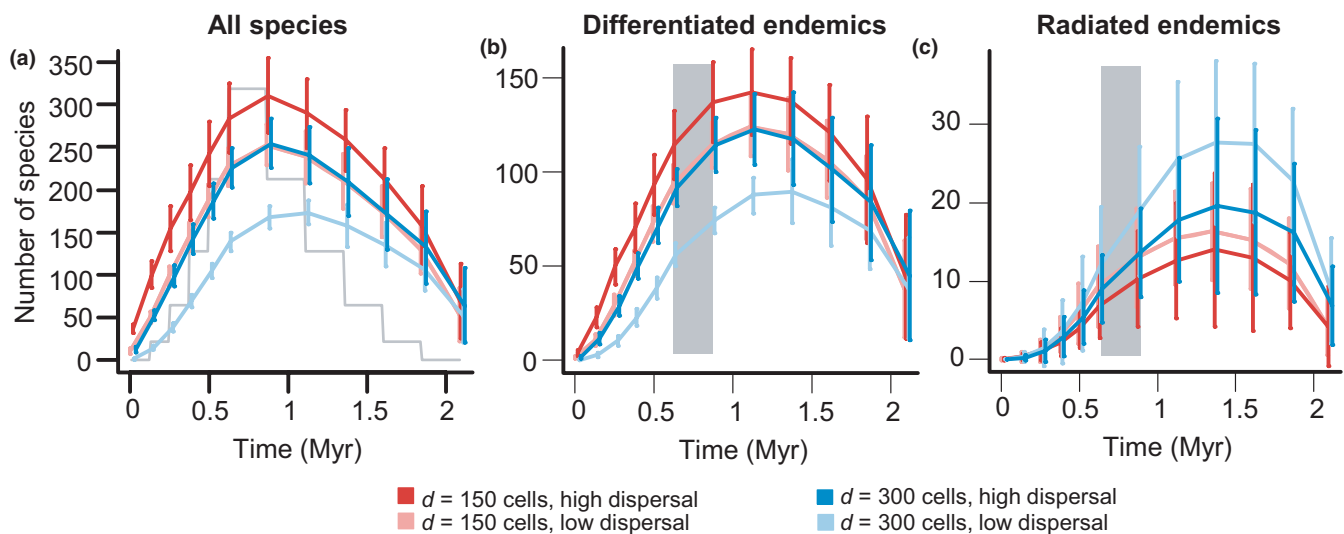 All species
Differentiated endemics
Radiated endemics
(a)
(b)
(c)
Number of species
350
300
250
200
150
100
50
0
150
100
50
0
30
20
10
0
0 0.5 1 1.5 2
0 0.5 1 1.5 2
0 0.5 1 1.5 2
Time (Myr)
Time (Myr)
Time (Myr)
d = 150 cells, high dispersal
d = 150 cells, low dispersal
d = 300 cells, high dispersal
d = 300 cells, low dispersal